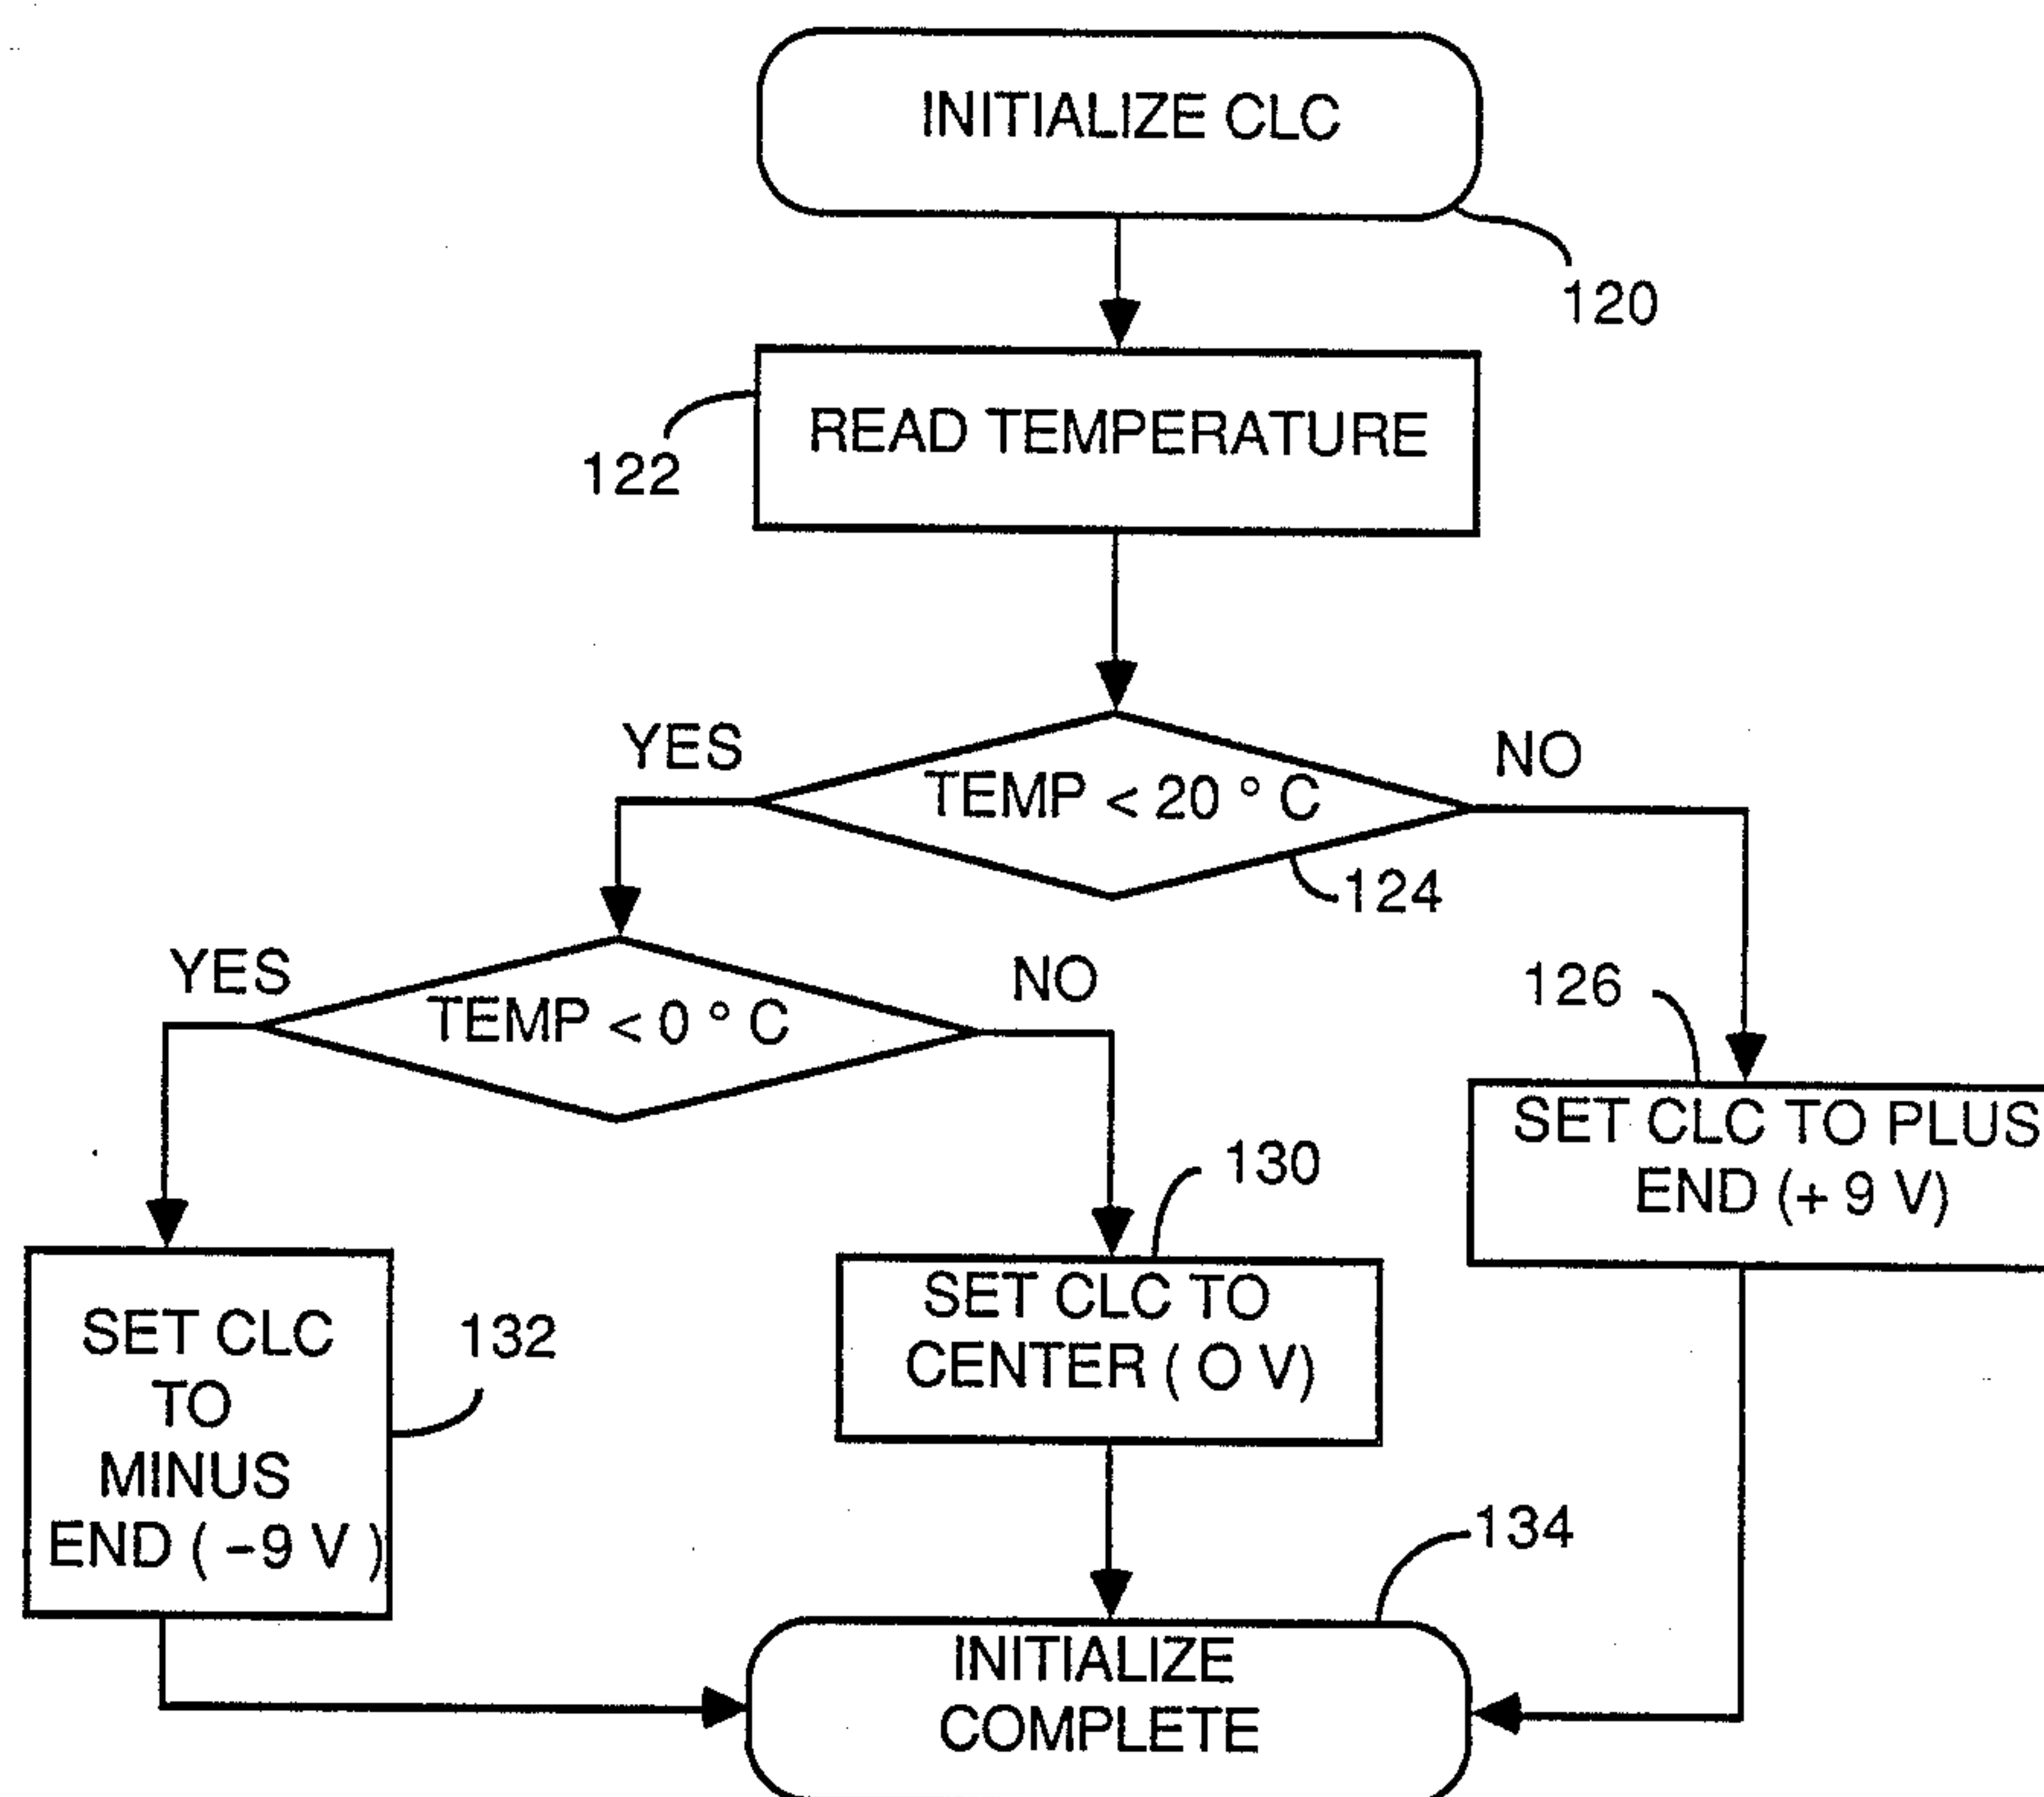 INITIALIZE CLC
120
READ TEMPERATURE
122
YES
NO
TEMP < 20 ° C
124
YES
NO
TEMP < 0 ° C
126
SET CLC TO PLUS
END (+ 9 V)
130
SET CLC TO
CENTER ( O V)
SET CLC
TO
MINUS
END ( –9 V )
132
134
INITIALIZE
COMPLETE